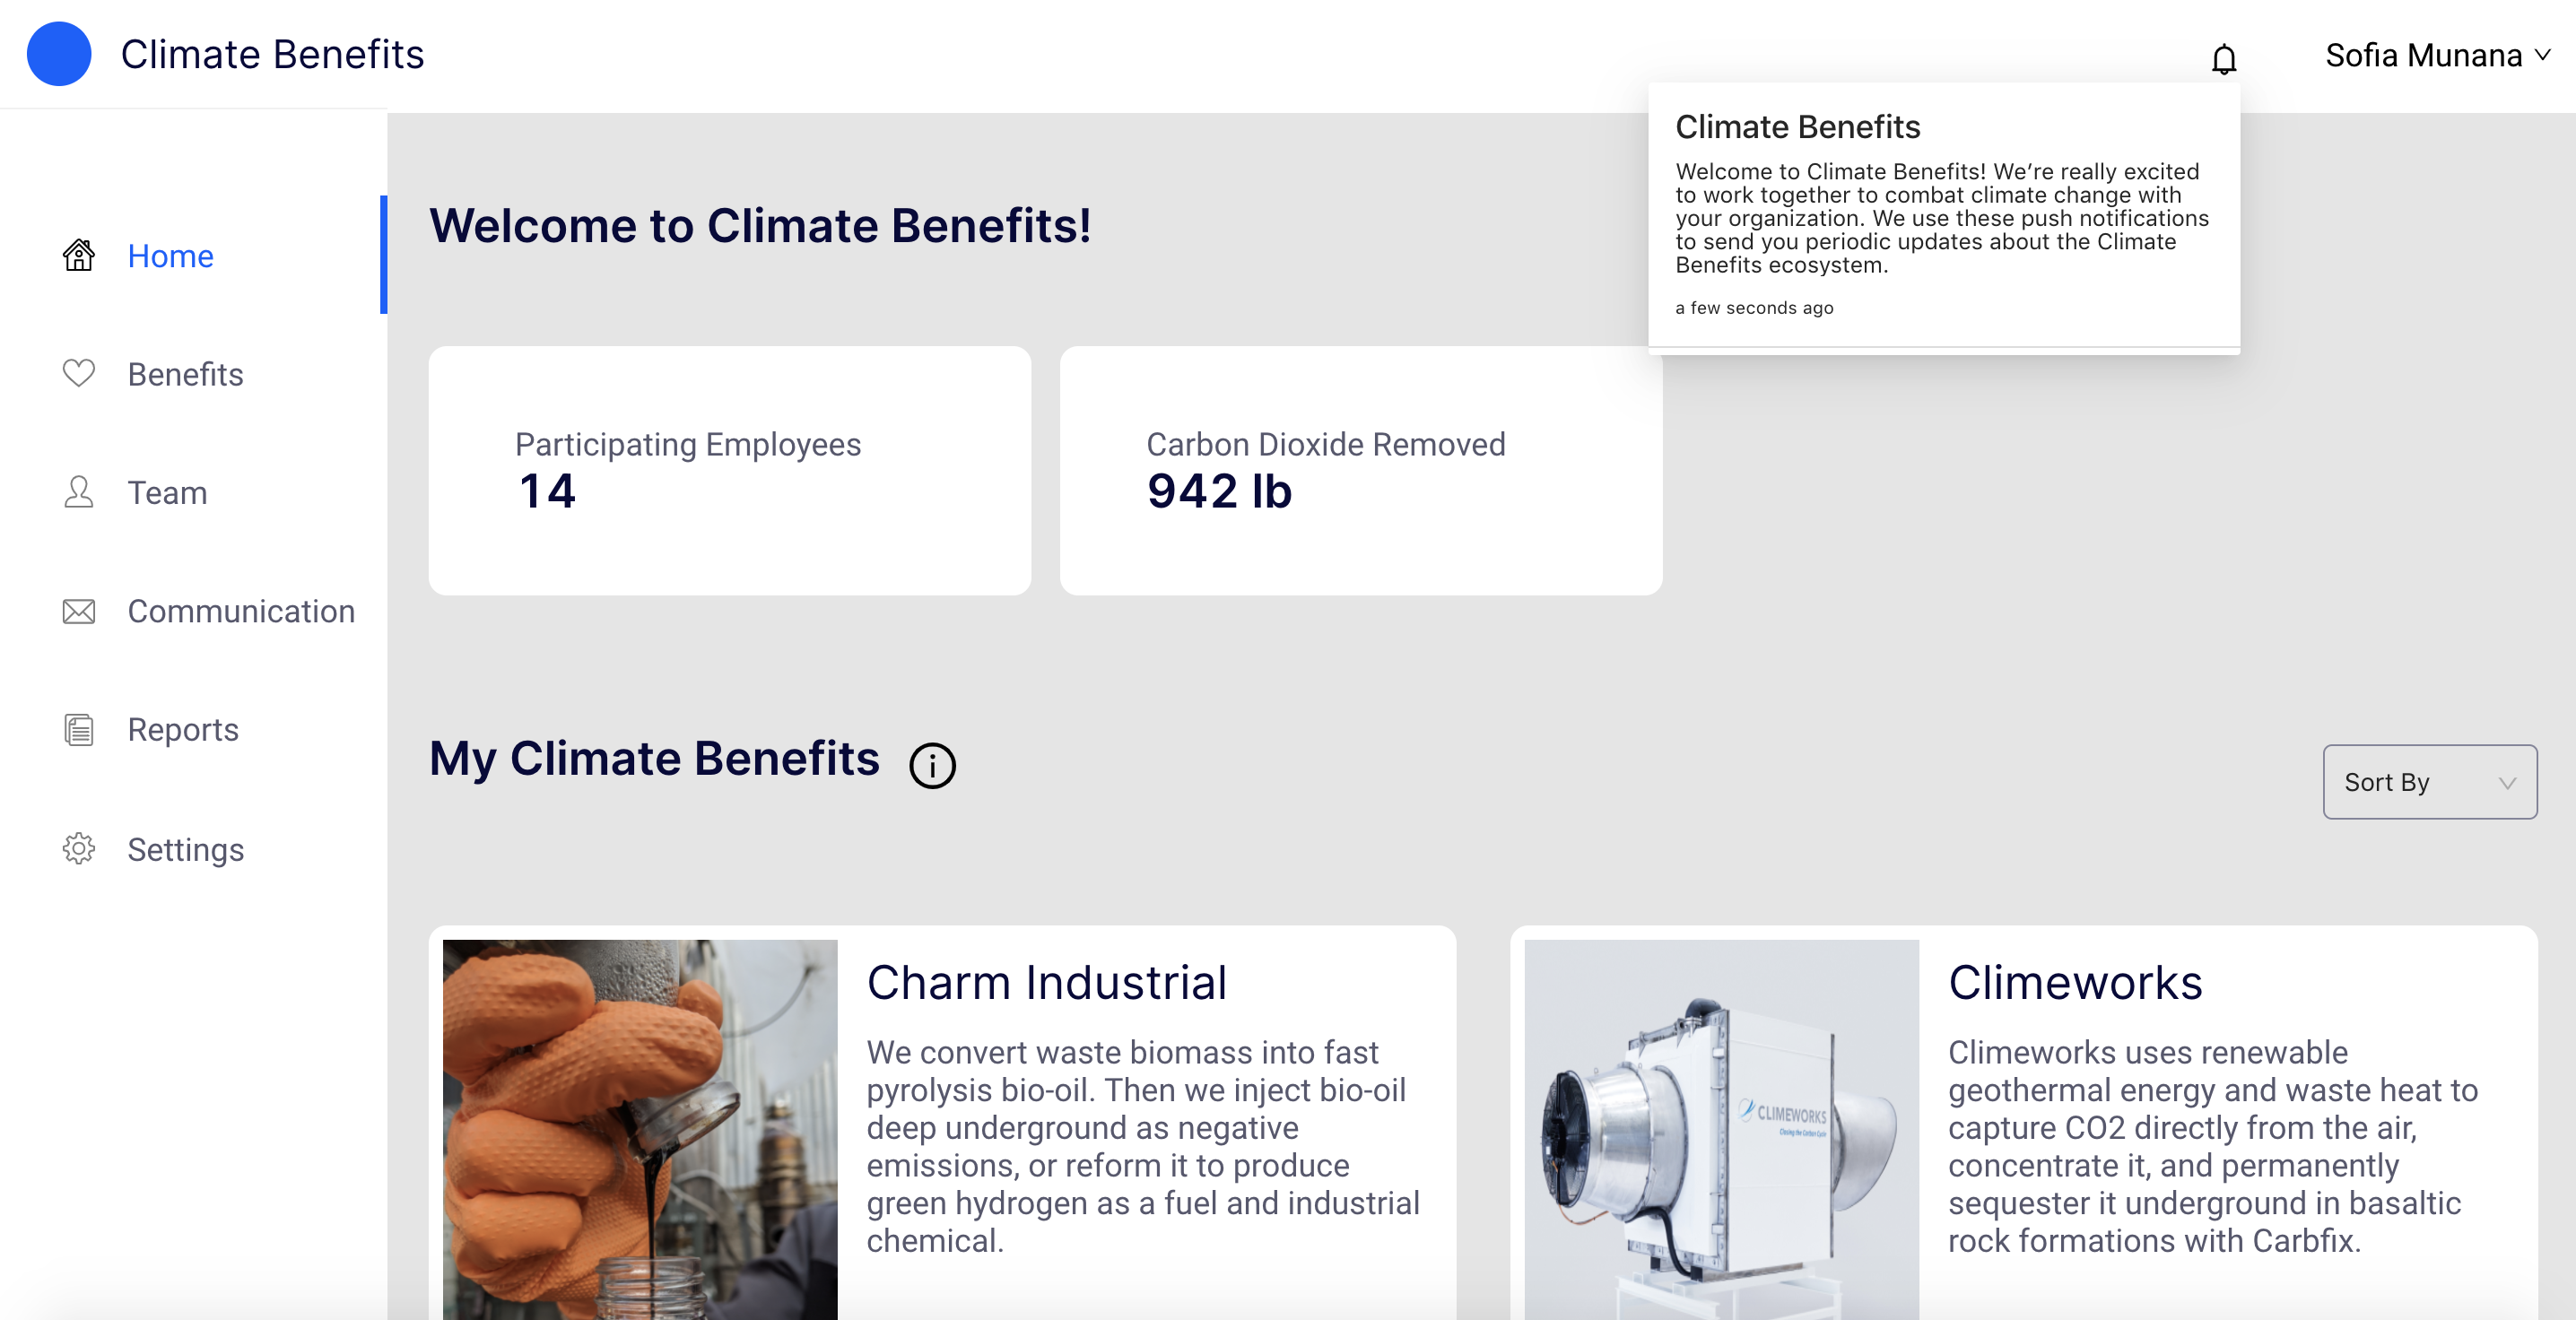 Climate Benefits
Sofia Munana
Climate Benefits
Welcome to Climate Benefits! We’re really excited
to work together to combat climate change with
your organization. We use these push notifications
to send you periodic updates about the Climate
Benefits ecosystem.
a few seconds ago
Home
Benefits
Team
Communication
Reports
Settings
Welcome to Climate Benefits!
Participating Employees
14
Carbon Dioxide Removed
942 lb
My Climate Benefits
Sort By
Charm Industrial
We convert waste biomass into fast
pyrolysis bio-oil. Then we inject bio-oil
deep underground as negative
emissions, or reform it to produce
green hydrogen as a fuel and industrial
chemical.
CLIMEWORKS
Closing the Carbon Cycle
Climeworks
Climeworks uses renewable
geothermal energy and waste heat to
capture CO2 directly from the air,
concentrate it, and permanently
sequester it underground in basaltic
rock formations with Carbfix.